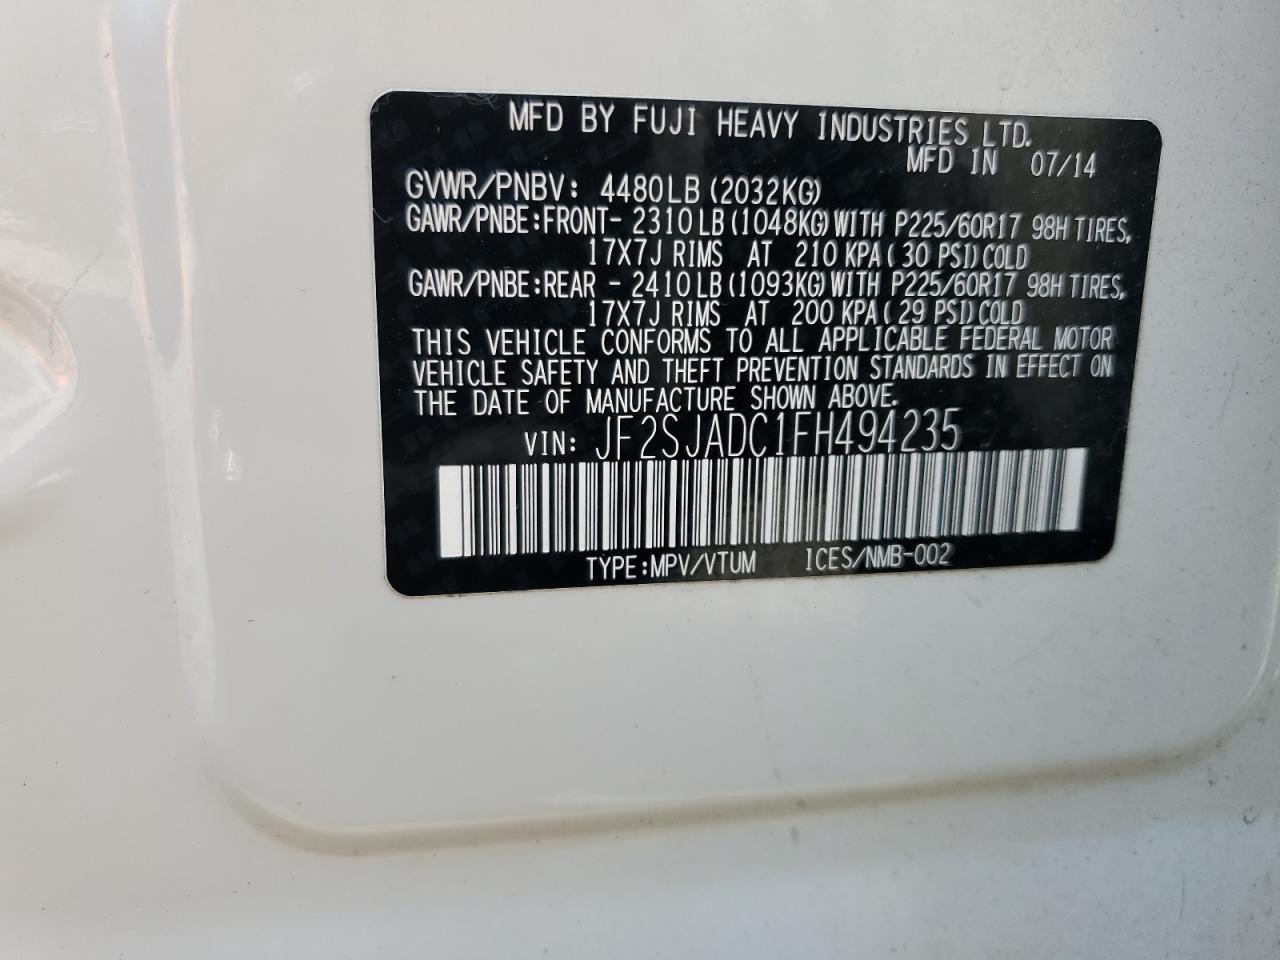 MFD BY FUJI HEAVY INDUSTRIES LTD.
MFD IN 07/14
GVWR/PNBV: 4480LB (2032KG)
GAWR/PNBE:FRONT- 2310LB (1048KG) WITH P225/60R17 98H TIRES,
17X7J RIMS AT 210 KPA (30 PSI) COLD
GAWR/PNBE:REAR - 2410LB (1093KG) WITH P225/60R17 98H TIRES,
17X7J RIMS AT 200 KPA (29 PSI) COLD
THIS VEHICLE CONFORMS TO ALL APPLICABLE FEDERAL MOTOR
VEHICLE SAFETY AND THEFT PREVENTION STANDARDS IN EFFECT ON
THE DATE OF MANUFACTURE SHOWN ABOVE.
VIN: JF2SJADC1FH494235
TYPE:MPV/VTUM ICES/NMB-002